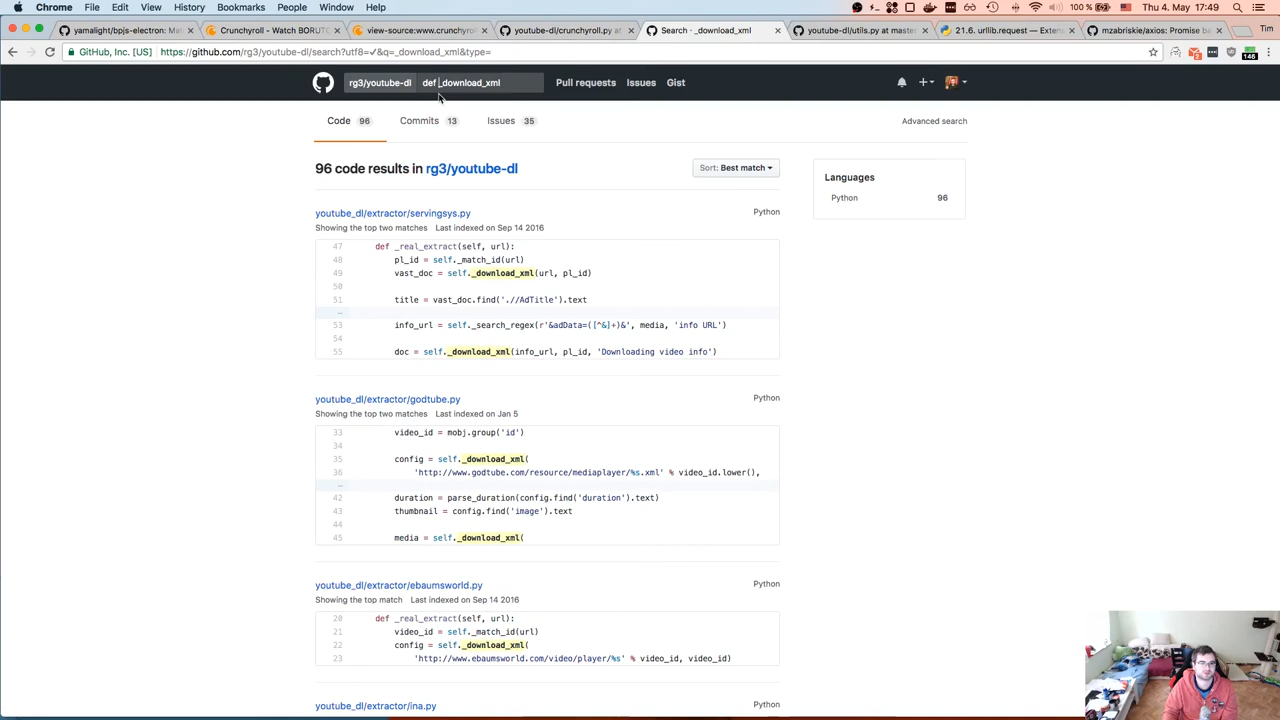 Chrome File Edit View History Bookmarks People Window Help 100 % Thu 4. May 17:49
yamalight/bpjs-electron: Mat Crunchyroll - Watch BORUTO view-source:www.crunchyroll youtube-dl/crunchyroll.py at Search · _download_xml youtube-dl/utils.py at master 21.6. urllib.request — Extens mzabriskie/axios: Promise ba Tim
GitHub, Inc. [US] https://github.com/rg3/youtube-dl/search?utf8=✓&q=_download_xml&type= 146
rg3/youtube-dl def _download_xml Pull requests Issues Gist
Code 96 Commits 13 Issues 35 Advanced search
96 code results in rg3/youtube-dl Sort: Best match
Languages
Python 96
youtube_dl/extractor/servingsys.py Python
Showing the top two matches Last indexed on Sep 14 2016
47 def _real_extract(self, url):
48 pl_id = self._match_id(url)
49 vast_doc = self._download_xml(url, pl_id)
50
51 title = vast_doc.find('.//AdTitle').text
…
53 info_url = self._search_regex(r'&adData=([^&]+)&', media, 'info URL')
54
55 doc = self._download_xml(info_url, pl_id, 'Downloading video info')
youtube_dl/extractor/godtube.py Python
Showing the top two matches Last indexed on Jan 5
33 video_id = mobj.group('id')
34
35 config = self._download_xml(
36 'http://www.godtube.com/resource/mediaplayer/%s.xml' % video_id.lower(),
…
42 duration = parse_duration(config.find('duration').text)
43 thumbnail = config.find('image').text
44
45 media = self._download_xml(
youtube_dl/extractor/ebaumsworld.py Python
Showing the top match Last indexed on Sep 14 2016
20 def _real_extract(self, url):
21 video_id = self._match_id(url)
22 config = self._download_xml(
23 'http://www.ebaumsworld.com/video/player/%s' % video_id, video_id)
youtube_dl/extractor/ina.py Python